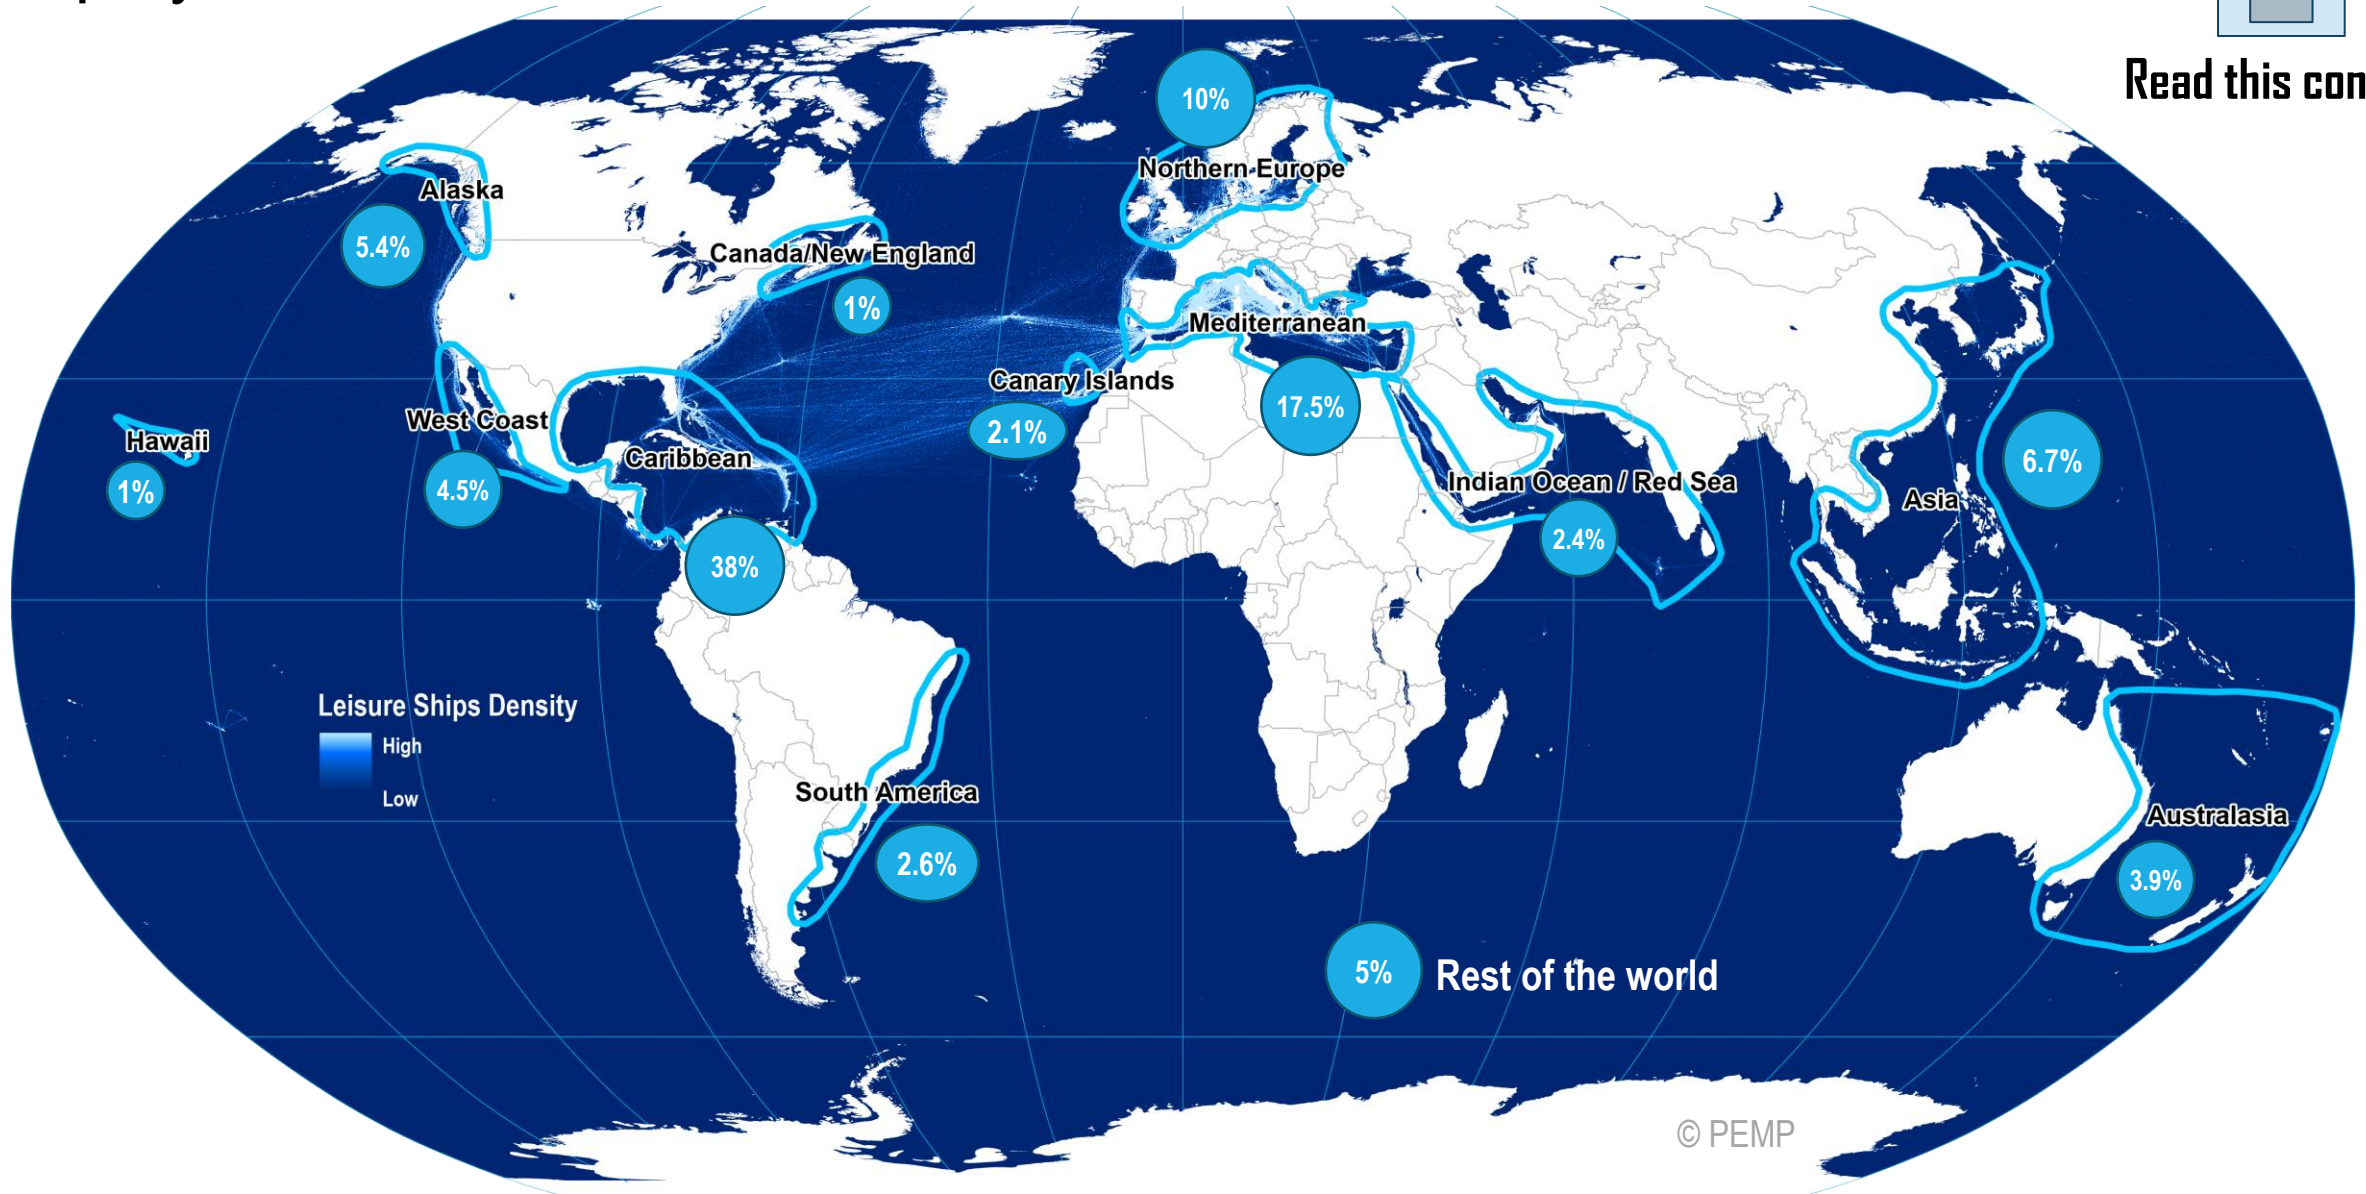 Read this con
10%
Northern Europe
Alaska
5.4%
Canada/New England
1%
Mediterranean
17.5%
Canary Islands
2.1%
West Coast
4.5%
Hawaii
1%
Caribbean
38%
Indian Ocean / Red Sea
2.4%
Asia
6.7%
Leisure Ships Density
High
Low
South America
2.6%
Australasia
3.9%
5% Rest of the world
© PEMP